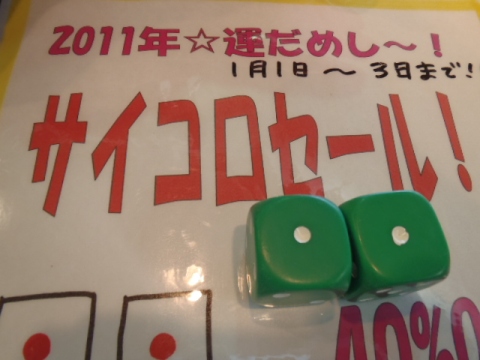 2011年☆運だめし～！
1月1日 ～ 3日まで！
サイコロセール！
40%O